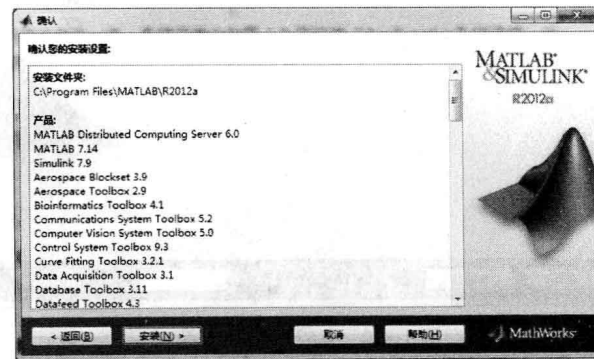 确认
确认您的安装设置:
安装文件夹:
C:\Program Files\MATLAB\R2012a
产品:
MATLAB Distributed Computing Server 6.0
MATLAB 7.14
Simulink 7.9
Aerospace Blockset 3.9
Aerospace Toolbox 2.9
Bioinformatics Toolbox 4.1
Communications System Toolbox 5.2
Computer Vision System Toolbox 5.0
Control System Toolbox 9.3
Curve Fitting Toolbox 3.2.1
Data Acquisition Toolbox 3.1
Database Toolbox 3.11
Datafeed Toolbox 4.3
MATLAB®
&SIMULINK®
R2012a
< 返回(B)
安装(N) >
取消
帮助(H)
MathWorks®